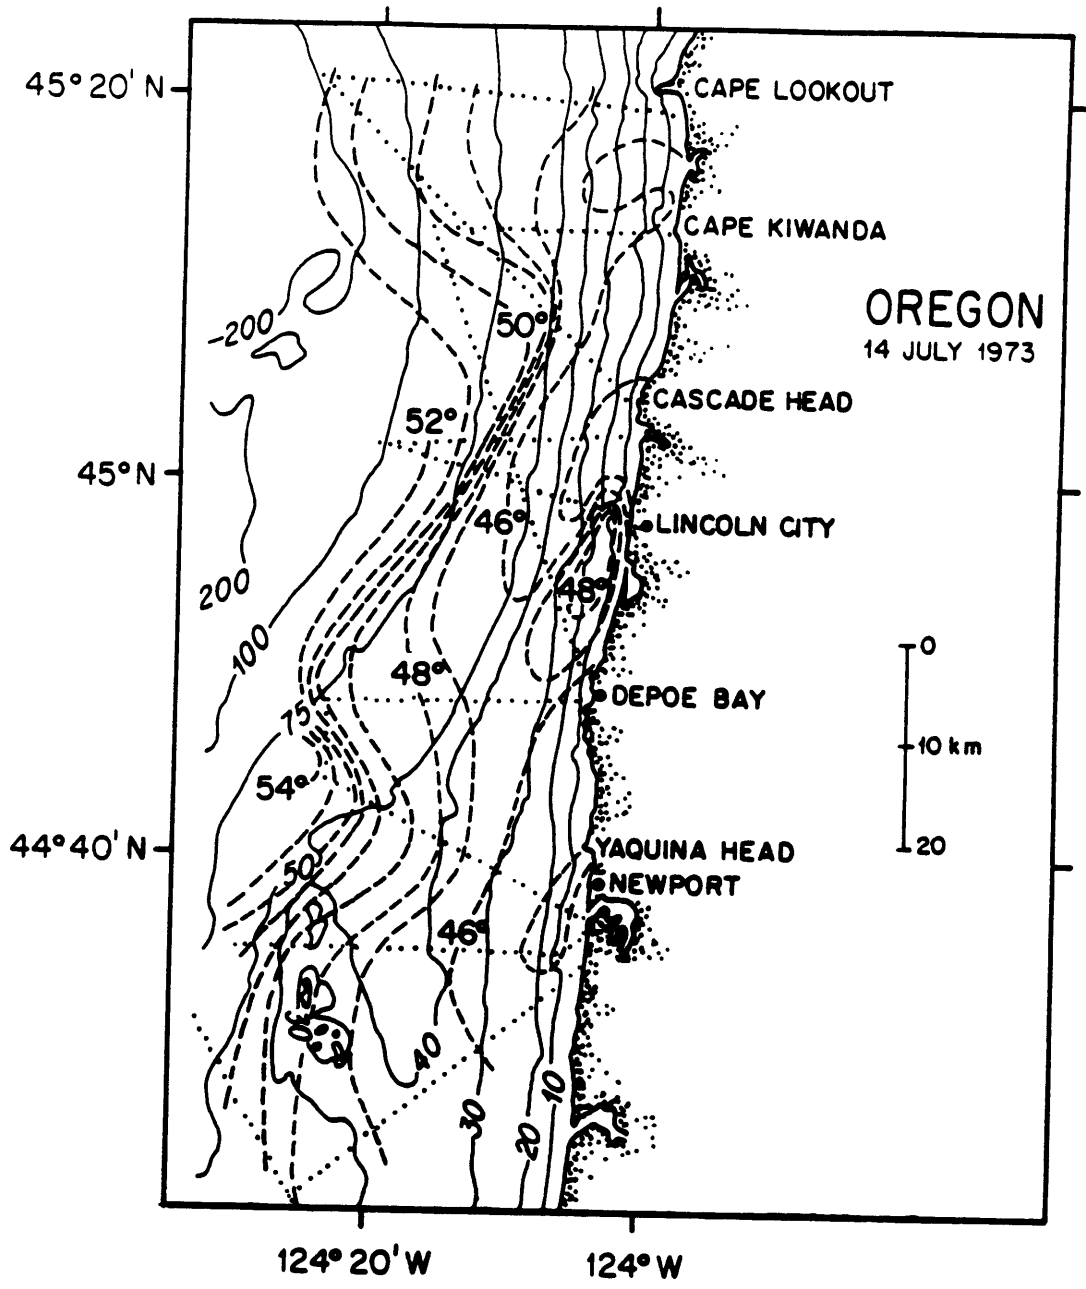 45°20'N
CAPE LOOKOUT
CAPE KIWANDA
OREGON
14 JULY 1973
-200
50°
CASCADE HEAD
52°
45°N
46°
LINCOLN CITY
48°
200
100
0
48°
DEPOE BAY
75
10 km
54°
44°40'N
YAQUINA HEAD
20
50
NEWPORT
46°
40
10
30
20
124°20'W
124°W